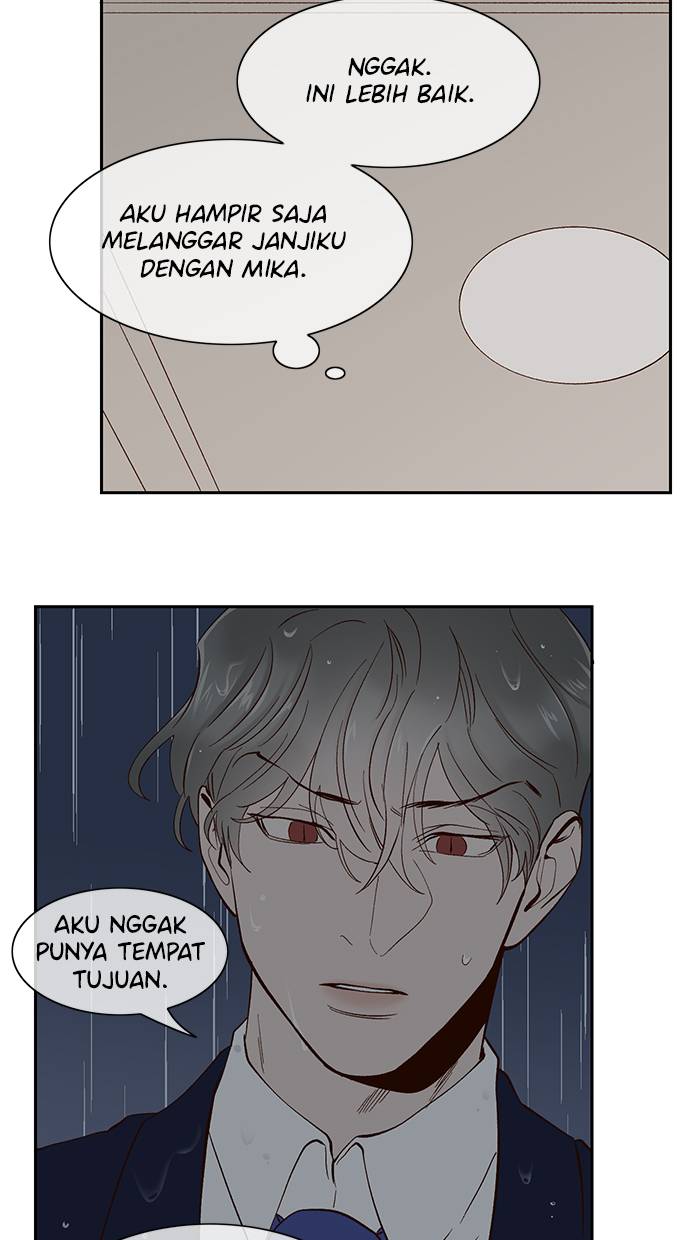 NGGAK.
INI LEBIH BAIK.
AKU HAMPIR SAJA
MELANGGAR JANJIKU
DENGAN MIKA.
AKU NGGAK
PUNYA TEMPAT
TUJUAN.